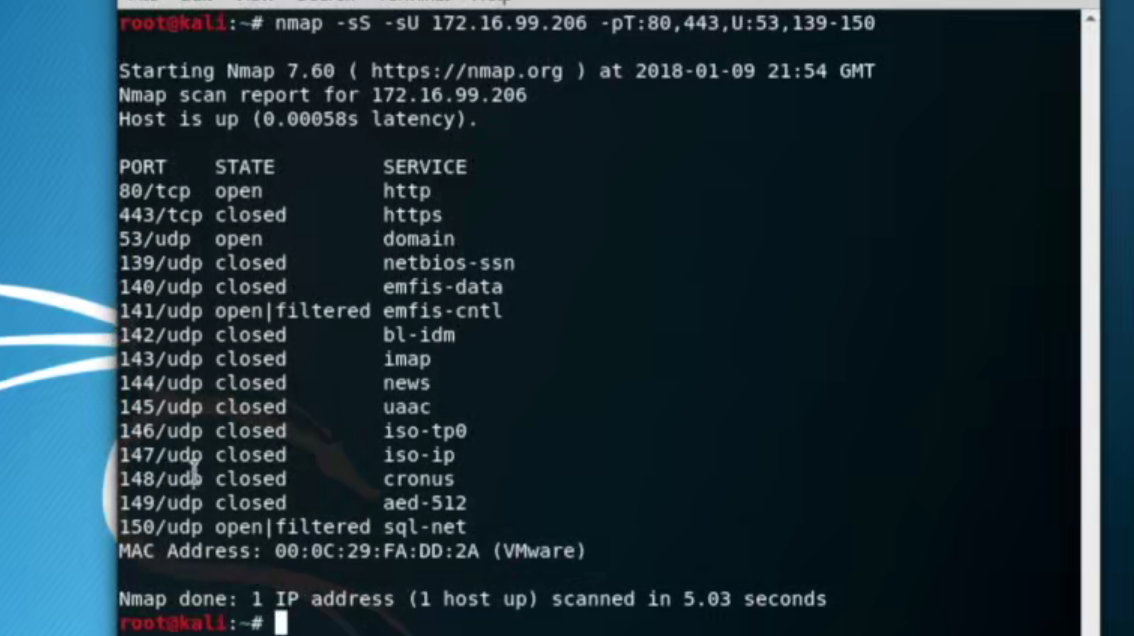 root@kali:~# nmap -sS -sU 172.16.99.206 -pT:80,443,U:53,139-150
Starting Nmap 7.60 ( https://nmap.org ) at 2018-01-09 21:54 GMT
Nmap scan report for 172.16.99.206
Host is up (0.00058s latency).
PORT    STATE         SERVICE
80/tcp  open          http
443/tcp closed        https
53/udp  open          domain
139/udp closed        netbios-ssn
140/udp closed        emfis-data
141/udp open|filtered emfis-cntl
142/udp closed        bl-idm
143/udp closed        imap
144/udp closed        news
145/udp closed        uaac
146/udp closed        iso-tp0
147/udp closed        iso-ip
148/udp closed        cronus
149/udp closed        aed-512
150/udp open|filtered sql-net
MAC Address: 00:0C:29:FA:DD:2A (VMware)
Nmap done: 1 IP address (1 host up) scanned in 5.03 seconds
root@kali:~#